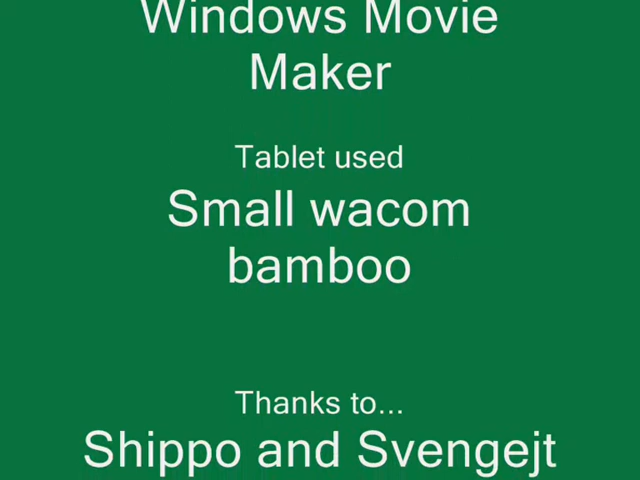 Windows Movie
Maker
Tablet used
Small wacom
bamboo
Thanks to...
Shippo and Svengejt